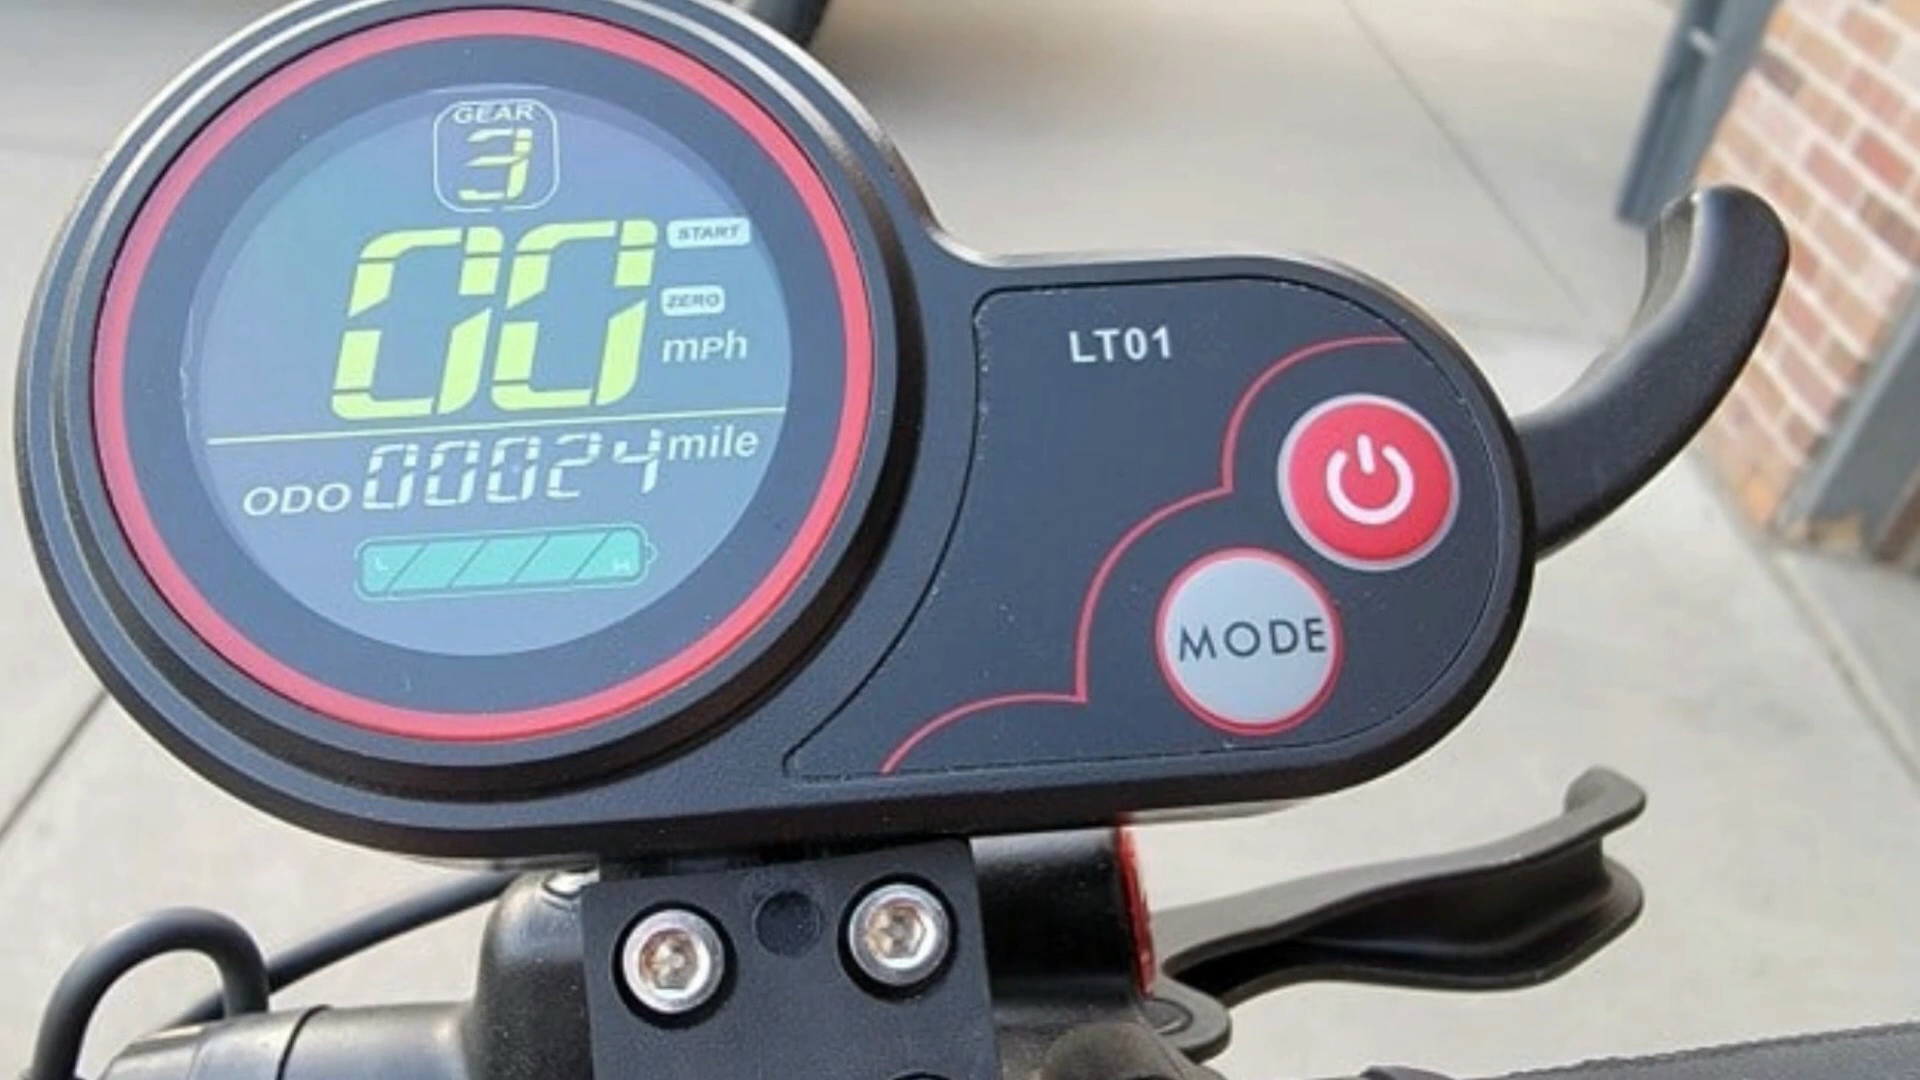 GEAR
3
00
START
ZERO
mPh
ODO 00024 mile
L H
LT01
MODE